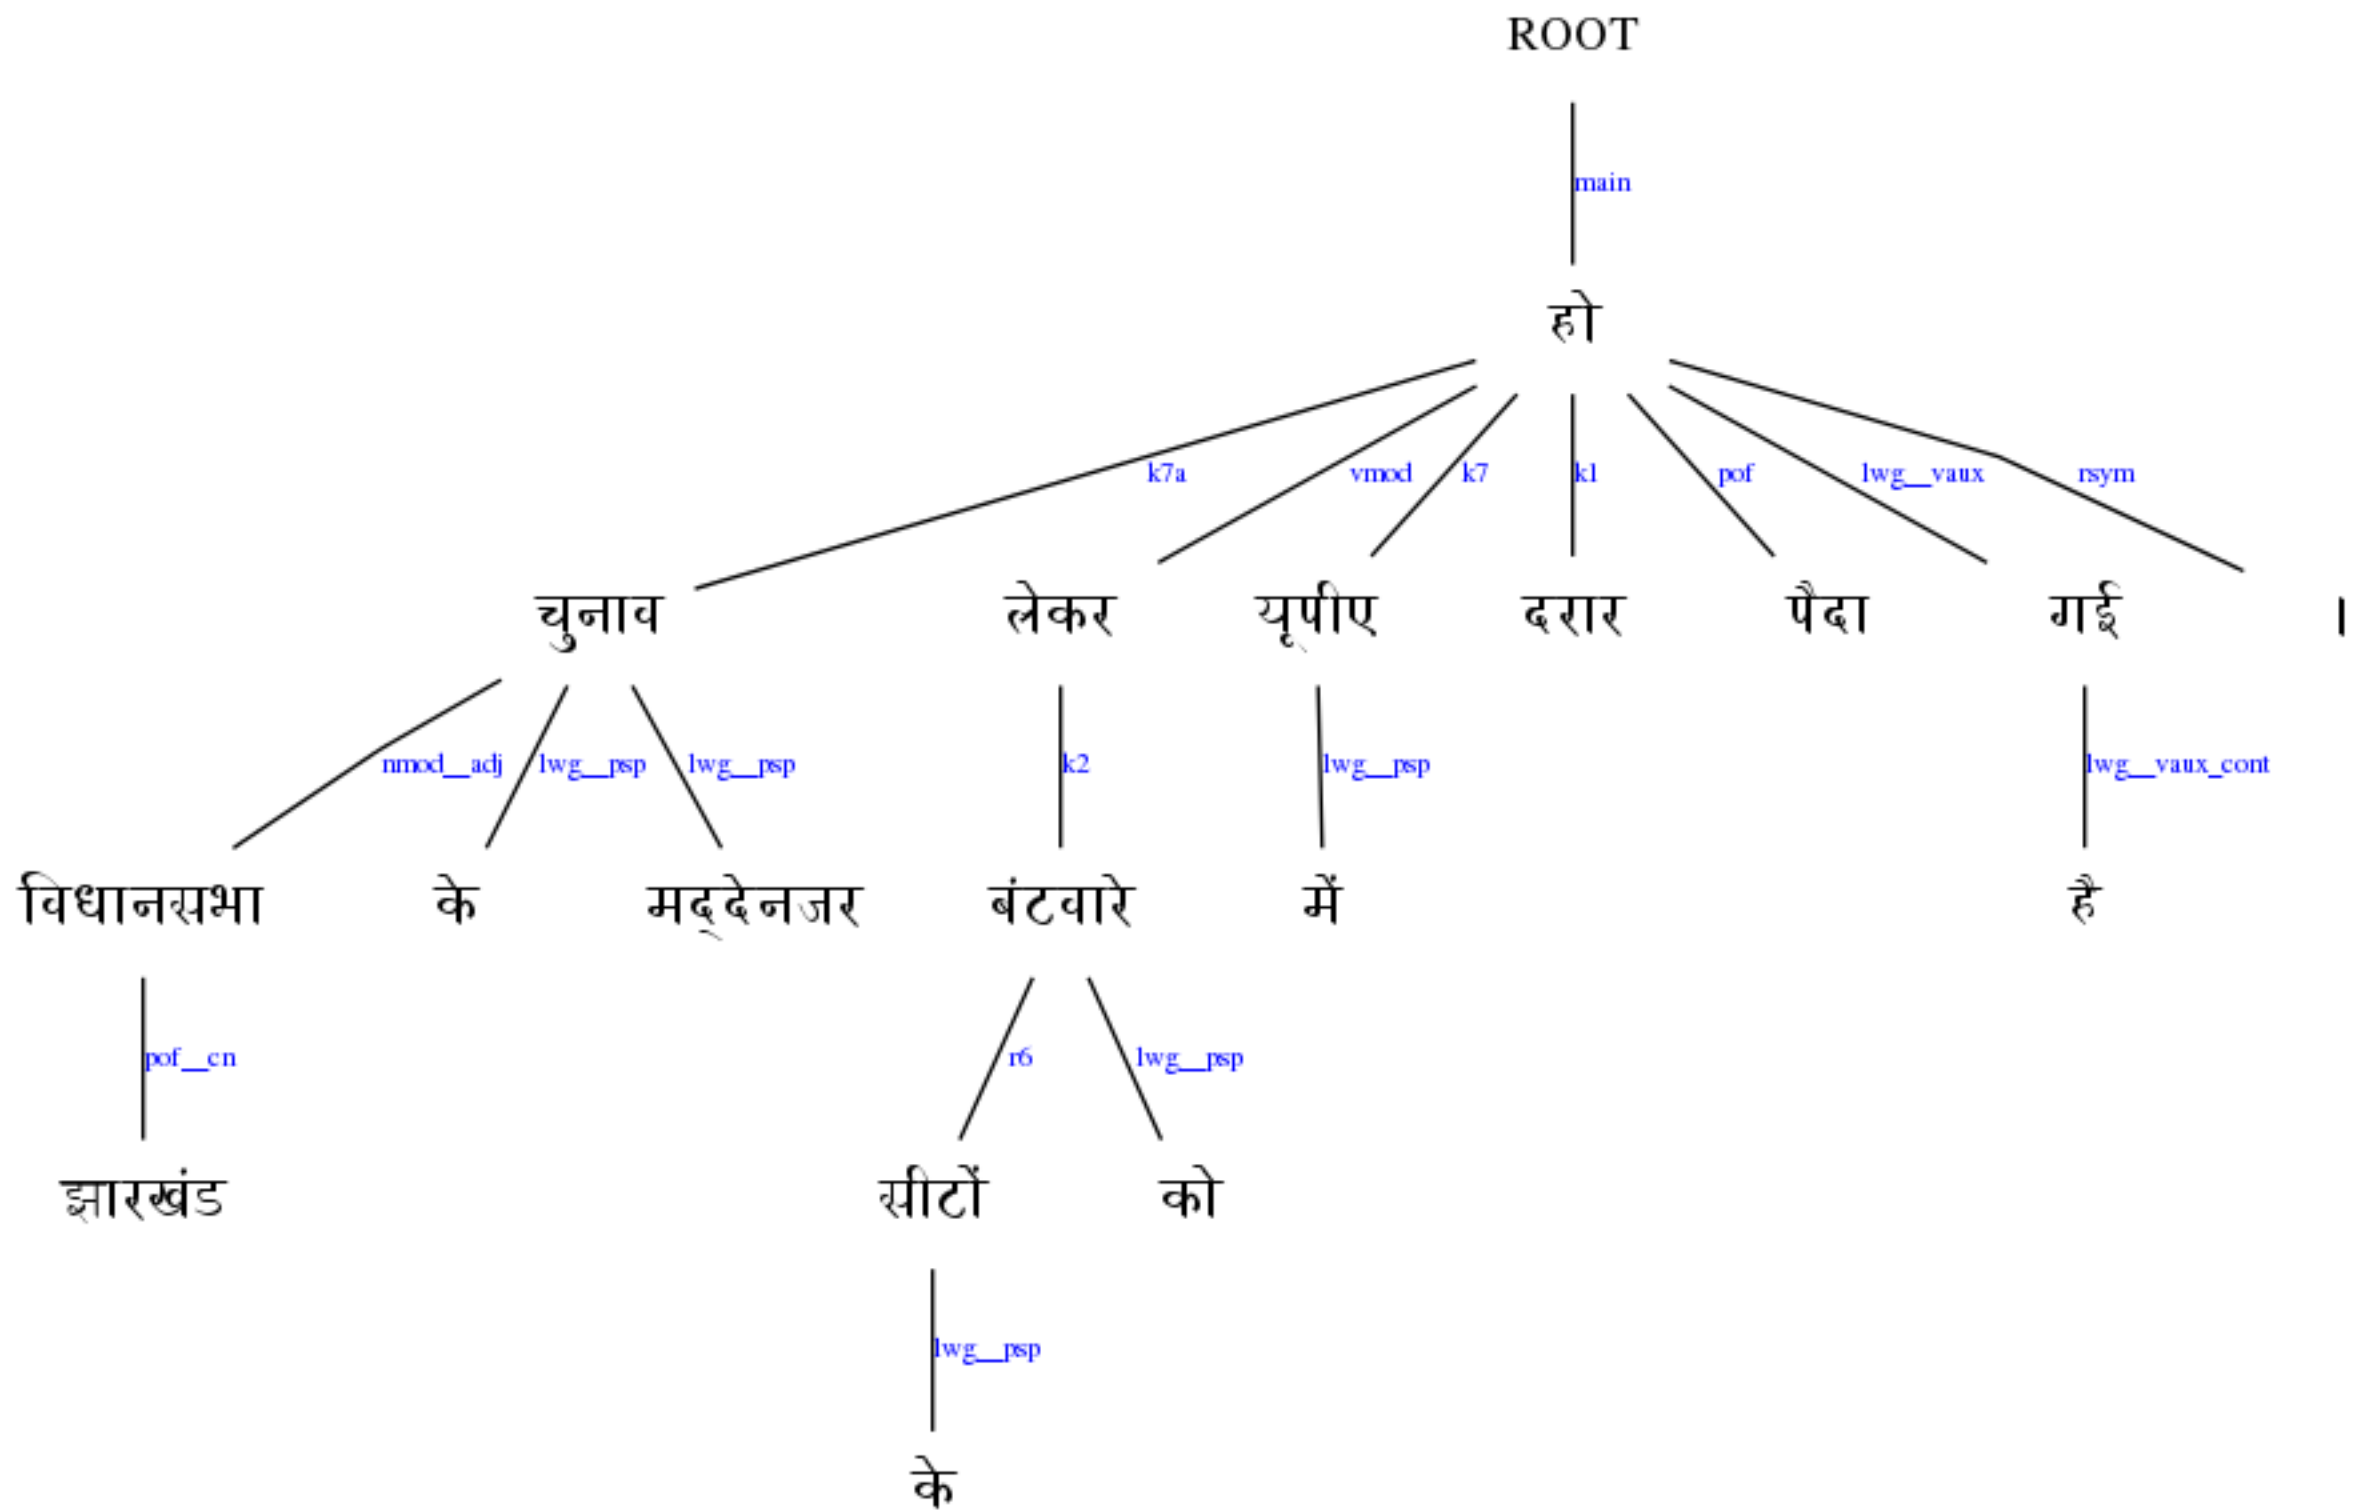 ROOT
main
हो
k7a vmod k7 k1 pof lwg__vaux rsym
चुनाव लेकर यूपीए दरार पैदा गई ।
nmod__adj lwg__psp lwg__psp k2 lwg__psp lwg__vaux_cont
विधानसभा के मद्देनजर बंटवारे में है
pof__cn r6 lwg__psp
झारखंड सीटों को
lwg__psp
के